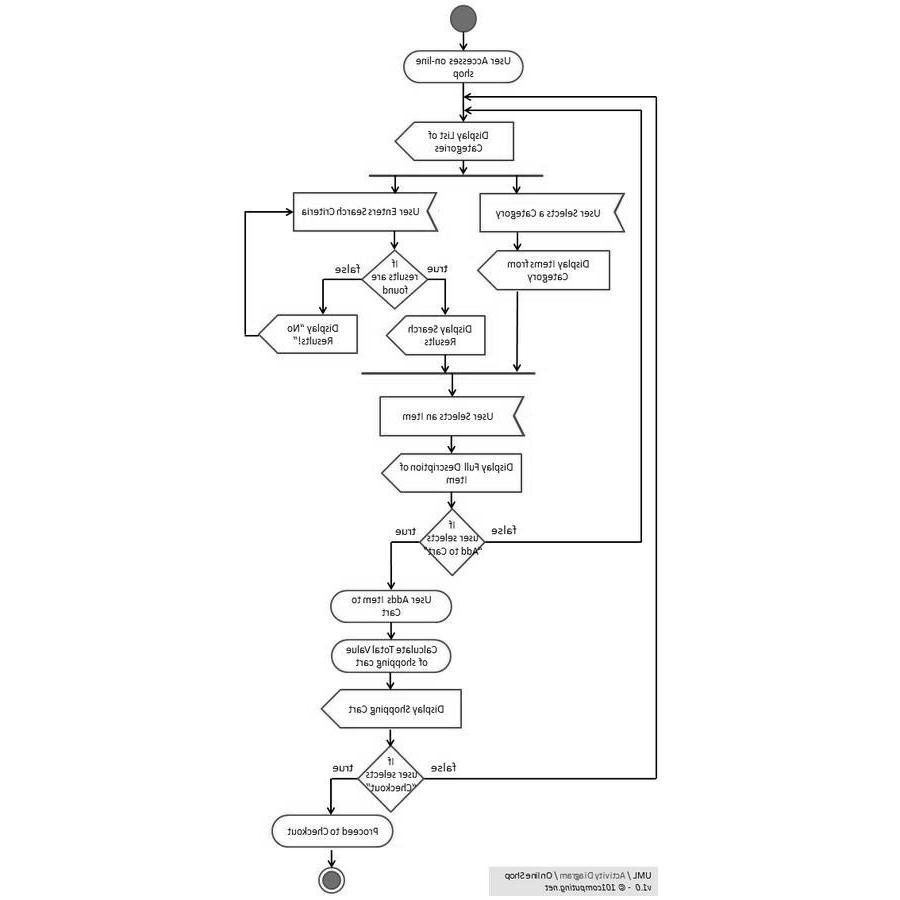 User Accesses on-line
shop
Display List of
Categories
User Selects a Category
User Enters Search Criteria
Display Items from
Category
If
results are
found
true
false
Display Search
Results
Display "No
Results!"
User Selects an Item
Display Full Description of
Item
If
user selects
"Add to Cart"
false
true
User Adds Item to
Cart
Calculate Total Value
of shopping cart
Display Shopping Cart
If
user selects
"Checkout"
false
true
Proceed to Checkout
UML / Activity Diagram / Online Shop
v1.0 - © 101computing.net